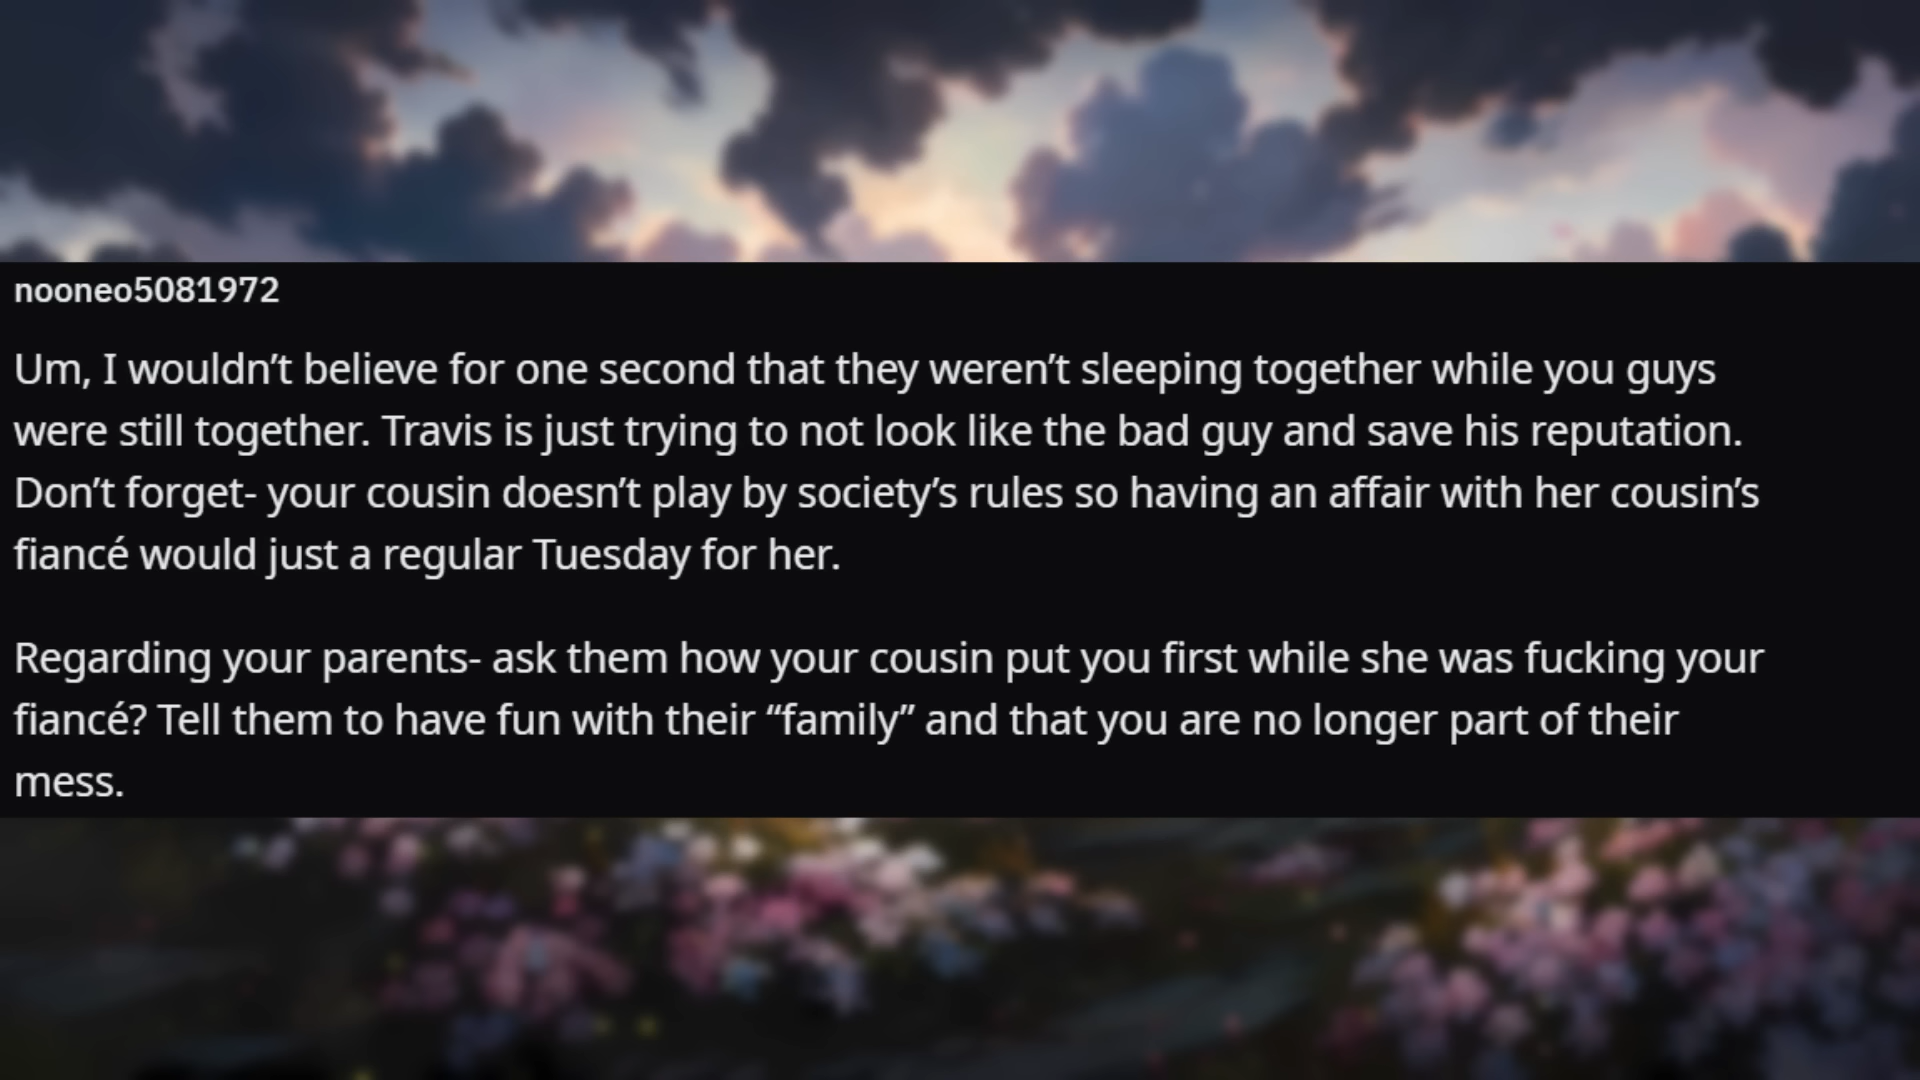 nooneo5081972
Um, I wouldn’t believe for one second that they weren’t sleeping together while you guys
were still together. Travis is just trying to not look like the bad guy and save his reputation.
Don’t forget- your cousin doesn’t play by society’s rules so having an affair with her cousin’s
fiancé would just a regular Tuesday for her.
Regarding your parents- ask them how your cousin put you first while she was fucking your
fiancé? Tell them to have fun with their “family” and that you are no longer part of their
mess.